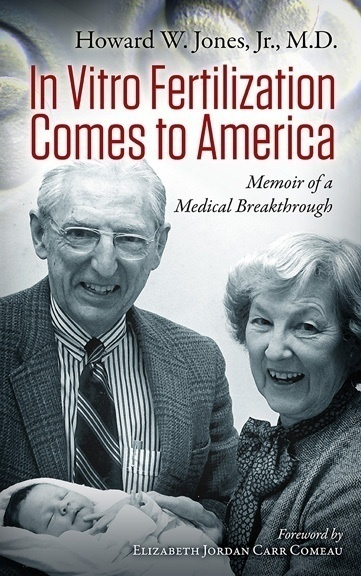 Howard W. Jones, Jr., M.D.
In Vitro Fertilization
Comes to America
Memoir of a
Medical Breakthrough
Foreword by
Elizabeth Jordan Carr Comeau